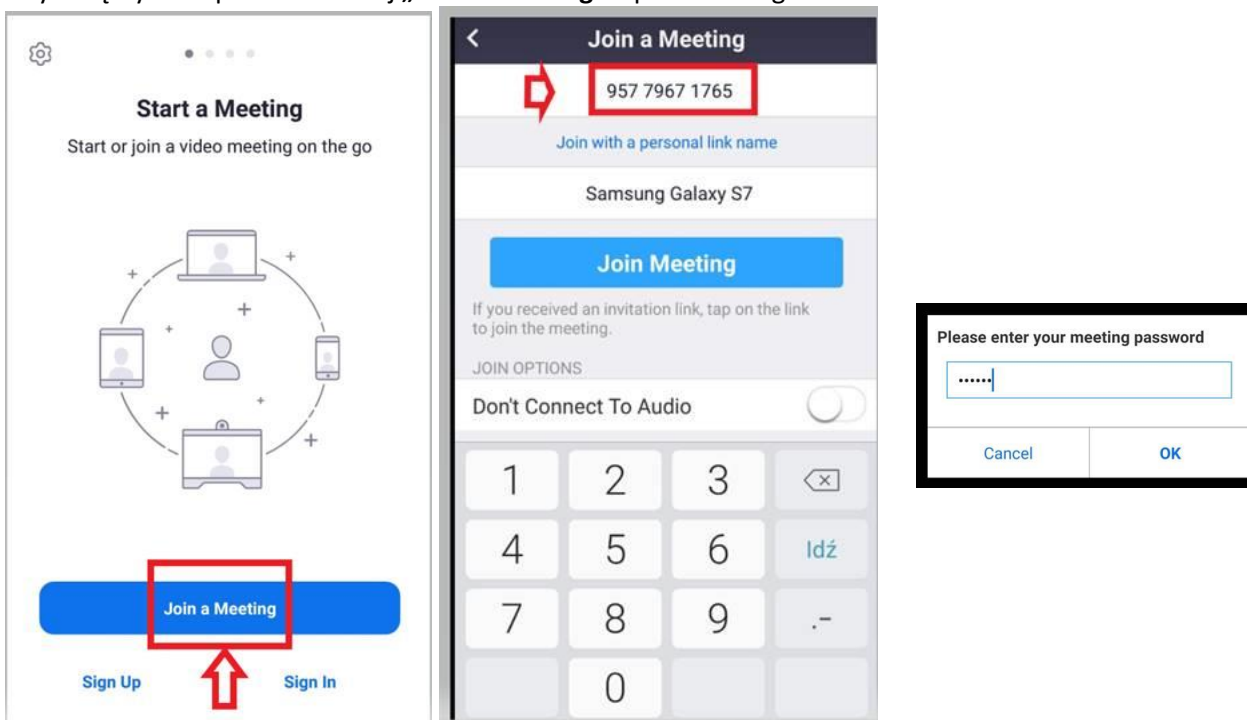 Start a Meeting
Start or join a video meeting on the go
Join a Meeting
Sign Up Sign In
Join a Meeting
957 7967 1765
Join with a personal link name
Samsung Galaxy S7
Join Meeting
If you received an invitation link, tap on the link
to join the meeting.
JOIN OPTIONS
Don't Connect To Audio
1 2 3
4 5 6 Idź
7 8 9 .-
0
Please enter your meeting password
••••••
Cancel OK